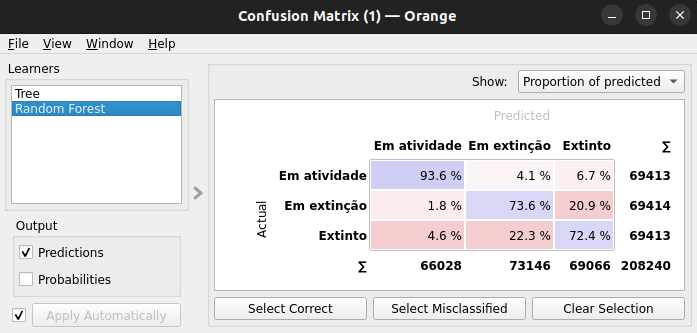 Confusion Matrix (1) — Orange
File View Window Help
Learners
Tree
Random Forest
Output
Predictions
Probabilities
Apply Automatically
Show: Proportion of predicted
Predicted
Em atividade Em extinção Extinto ∑
Actual
Em atividade 93.6 % 4.1 % 6.7 % 69413
Em extinção 1.8 % 73.6 % 20.9 % 69414
Extinto 4.6 % 22.3 % 72.4 % 69413
∑ 66028 73146 69066 208240
Select Correct Select Misclassified Clear Selection